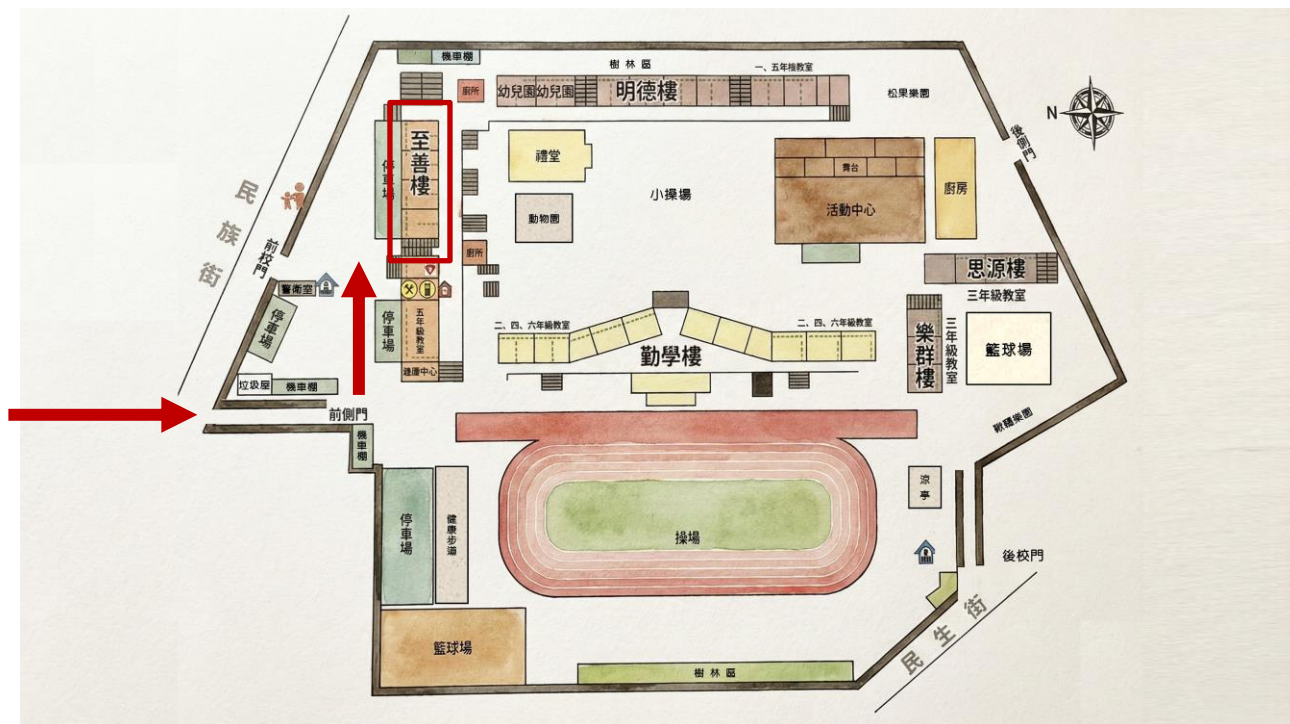 機車棚
樹林區
一、五年級教室
廁所
幼兒園
幼兒園
明德樓
松果樂園
N
後側門
至善樓
停車場
禮堂
舞台
活動中心
廚房
小操場
動物園
民族街
前校門
廁所
思源樓
三年級教室
警衛室
停車場
停車場
五年級教室
二、四、六年級教室
二、四、六年級教室
勤學樓
樂群樓
三年級教室
籃球場
垃圾屋
機車棚
前側門
機車棚
鞦韆樂園
停車場
健康步道
操場
涼亭
後校門
籃球場
樹林區
民生街